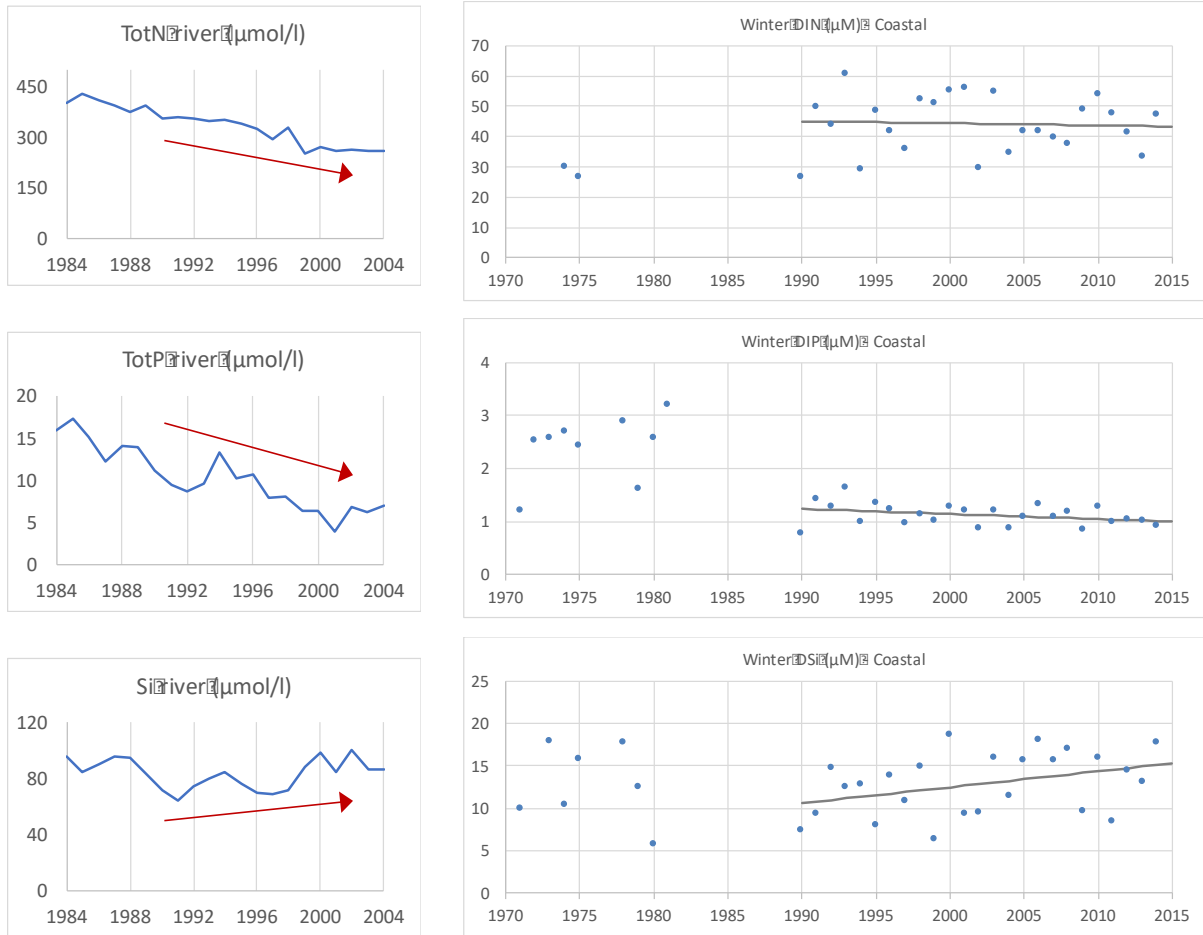 TotN river (µmol/l)
450
300
150
0
1984 1988 1992 1996 2000 2004
Winter DIN (µM) - Coastal
70
60
50
40
30
20
10
0
1970 1975 1980 1985 1990 1995 2000 2005 2010 2015
TotP river (µmol/l)
20
15
10
5
0
1984 1988 1992 1996 2000 2004
Winter DIP (µM) - Coastal
4
3
2
1
0
1970 1975 1980 1985 1990 1995 2000 2005 2010 2015
Si river (µmol/l)
120
80
40
0
1984 1988 1992 1996 2000 2004
Winter DSi (µM) - Coastal
25
20
15
10
5
0
1970 1975 1980 1985 1990 1995 2000 2005 2010 2015